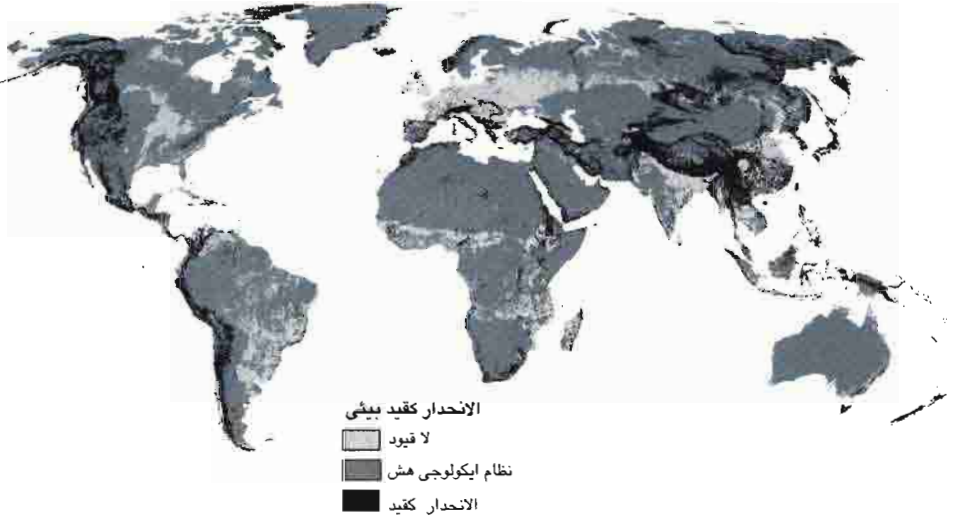 الانحدار كقيد بيئى
لا قيود
نظام ايكولوجى هش
الانحدار كقيد